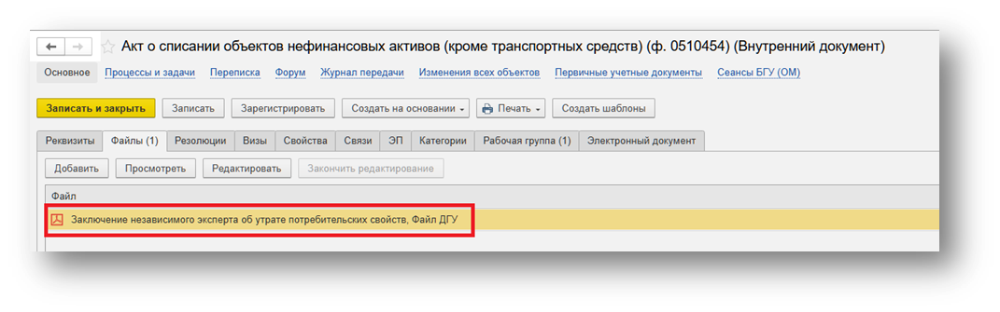 Акт о списании объектов нефинансовых активов (кроме транспортных средств) (ф. 0510454) (Внутренний документ)
Основное Процессы и задачи Переписка Форум Журнал передачи Изменения всех объектов Первичные учетные документы Сеансы БГУ (ОМ)
Записать и закрыть Записать Зарегистрировать Создать на основании Печать Создать шаблоны
Реквизиты Файлы (1) Резолюции Визы Свойства Связи ЭП Категории Рабочая группа (1) Электронный документ
Добавить Просмотреть Редактировать Закончить редактирование
Файл
Заключение независимого эксперта об утрате потребительских свойств, Файл ДГУ